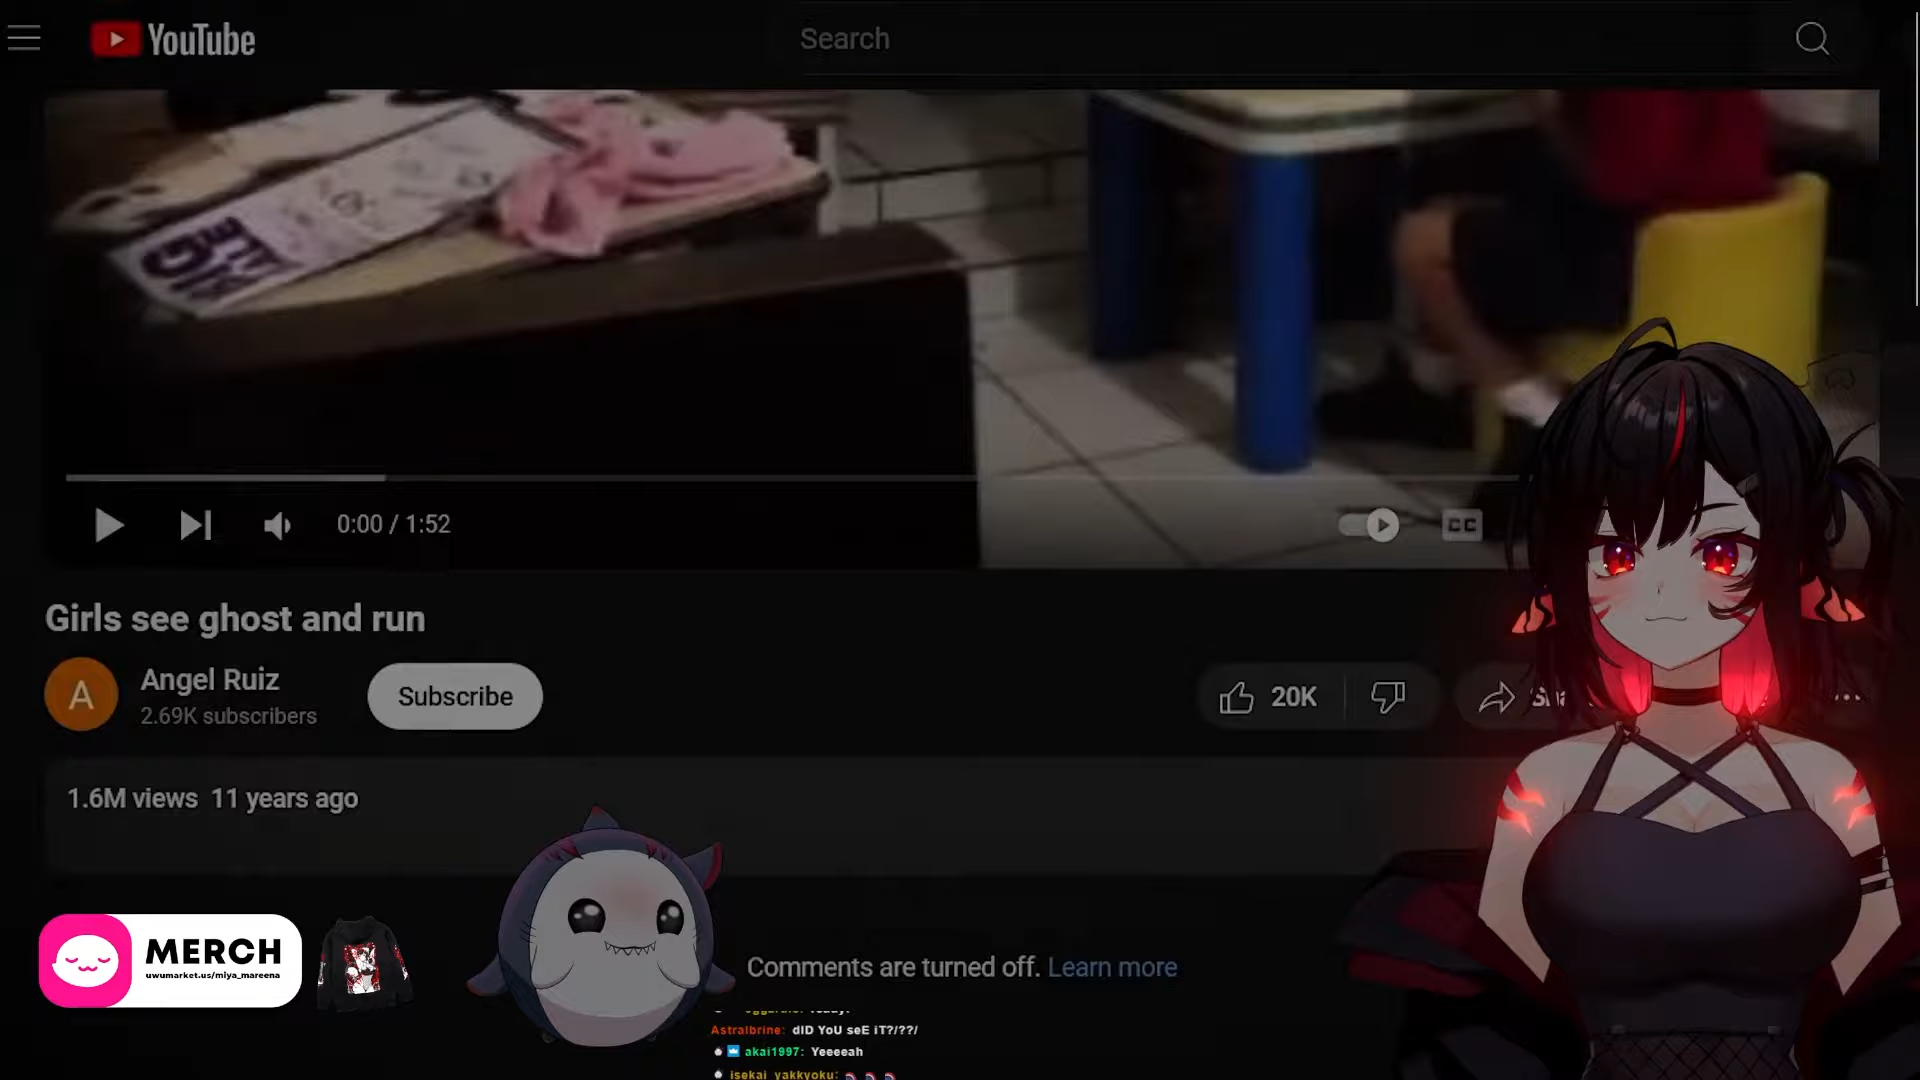 YouTube
Search
0:00 / 1:52
CC
Girls see ghost and run
A
Angel Ruiz
2.69K subscribers
Subscribe
20K
1.6M views 11 years ago
MERCH
uwumarket.us/miya_mareena
Comments are turned off. Learn more
Astralbrine: dID YoU seE iT?/??/
akai1997: Yeeeeah
isekai_yakkyoku: